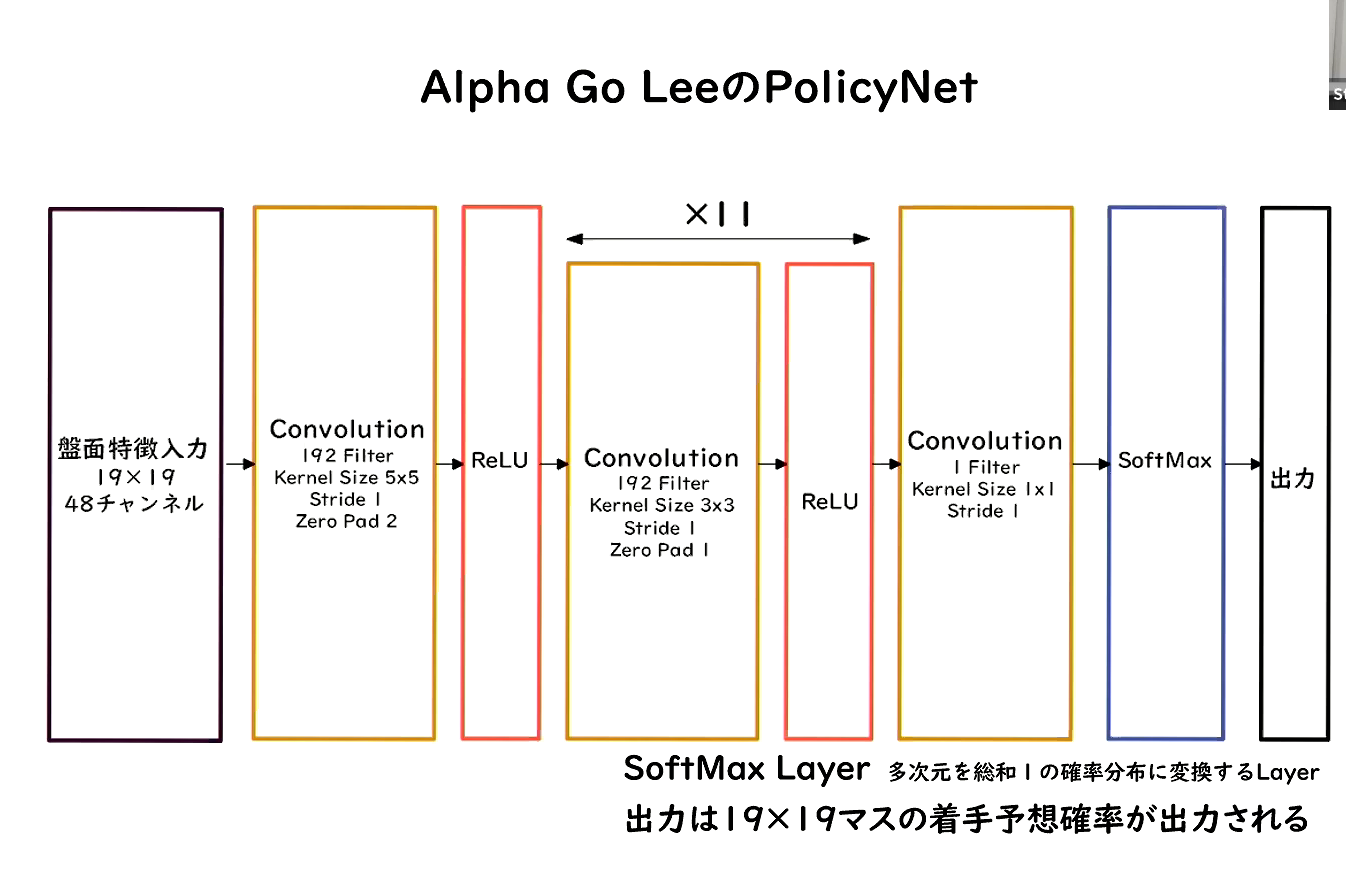 Alpha Go LeeのPolicyNet
×11
盤面特徴入力
19×19
48チャンネル
Convolution
192 Filter
Kernel Size 5x5
Stride 1
Zero Pad 2
ReLU
Convolution
192 Filter
Kernel Size 3x3
Stride 1
Zero Pad 1
ReLU
Convolution
1 Filter
Kernel Size 1x1
Stride 1
SoftMax
出力
SoftMax Layer 多次元を総和1の確率分布に変換するLayer
出力は19×19マスの着手予想確率が出力される